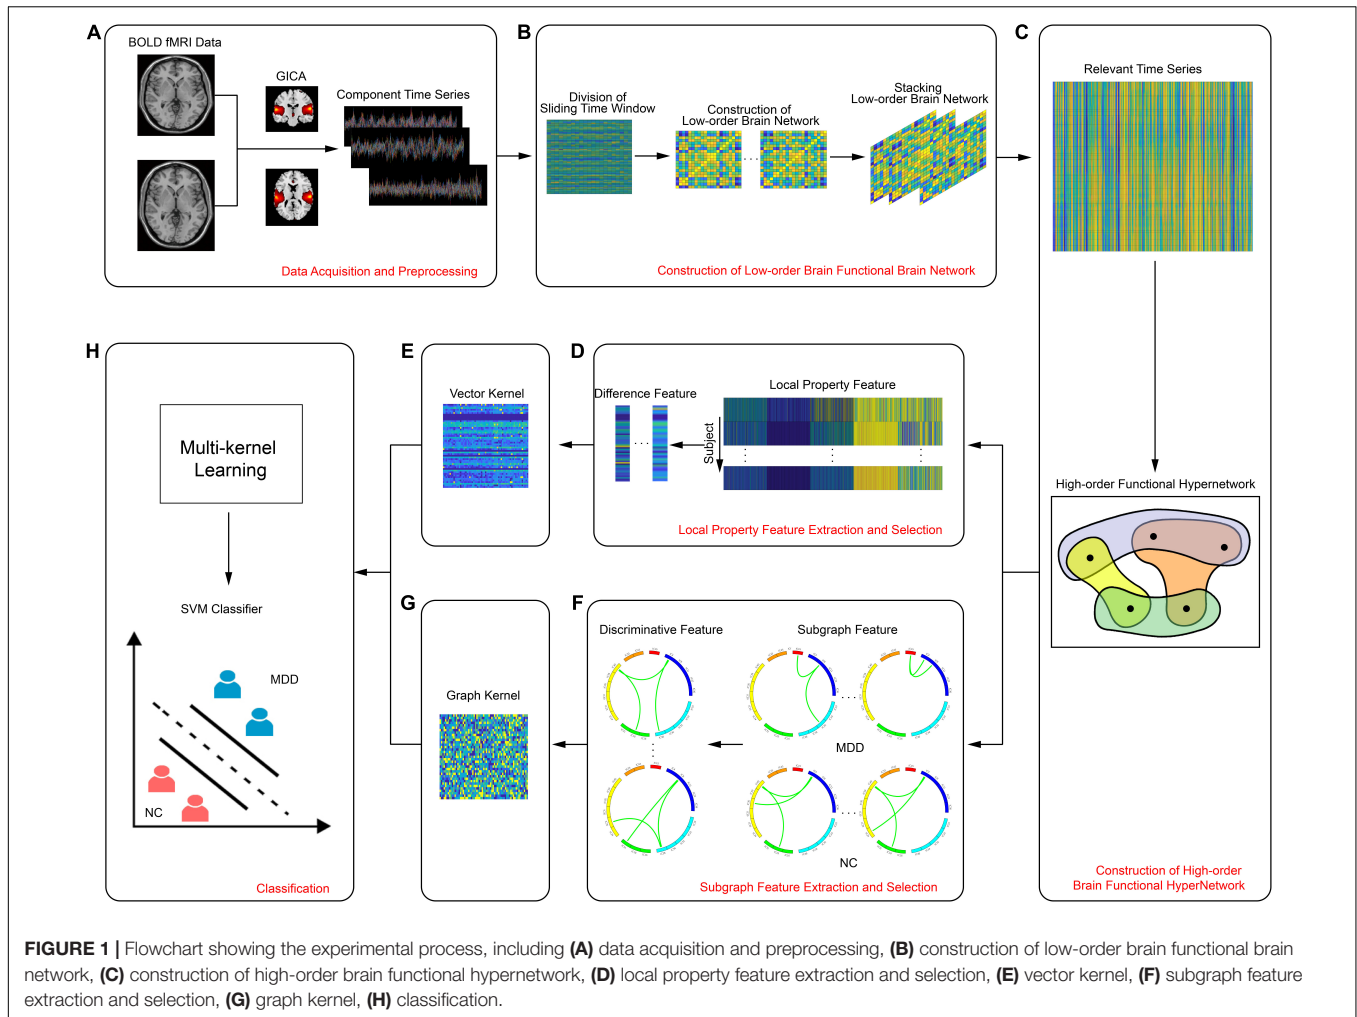 A
BOLD fMRI Data
GICA
Component Time Series
Data Acquisition and Preprocessing
B
Division of
Sliding Time Window
Construction of
Low-order Brain Network
Stacking
Low-order Brain Network
Construction of Low-order Brain Functional Brain Network
C
Relevant Time Series
High-order Functional Hypernetwork
Construction of High-order
Brain Functional HyperNetwork
D
Difference Feature
Local Property Feature
Subject
Local Property Feature Extraction and Selection
E
Vector Kernel
F
Discriminative Feature
Subgraph Feature
MDD
NC
Subgraph Feature Extraction and Selection
G
Graph Kernel
H
Multi-kernel
Learning
SVM Classifier
MDD
NC
Classification
FIGURE 1 | Flowchart showing the experimental process, including (A) data acquisition and preprocessing, (B) construction of low-order brain functional brain
network, (C) construction of high-order brain functional hypernetwork, (D) local property feature extraction and selection, (E) vector kernel, (F) subgraph feature
extraction and selection, (G) graph kernel, (H) classification.